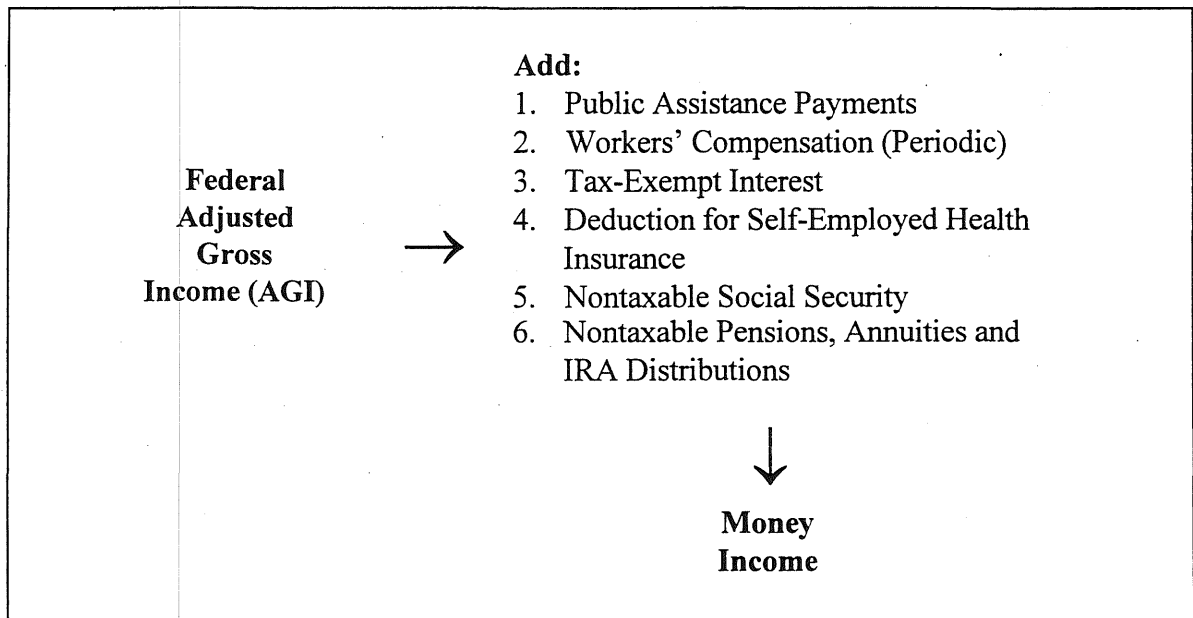 Federal
Adjusted
Gross
Income (AGI)
→
Add:
1. Public Assistance Payments
2. Workers' Compensation (Periodic)
3. Tax-Exempt Interest
4. Deduction for Self-Employed Health
Insurance
5. Nontaxable Social Security
6. Nontaxable Pensions, Annuities and
IRA Distributions
↓
Money
Income